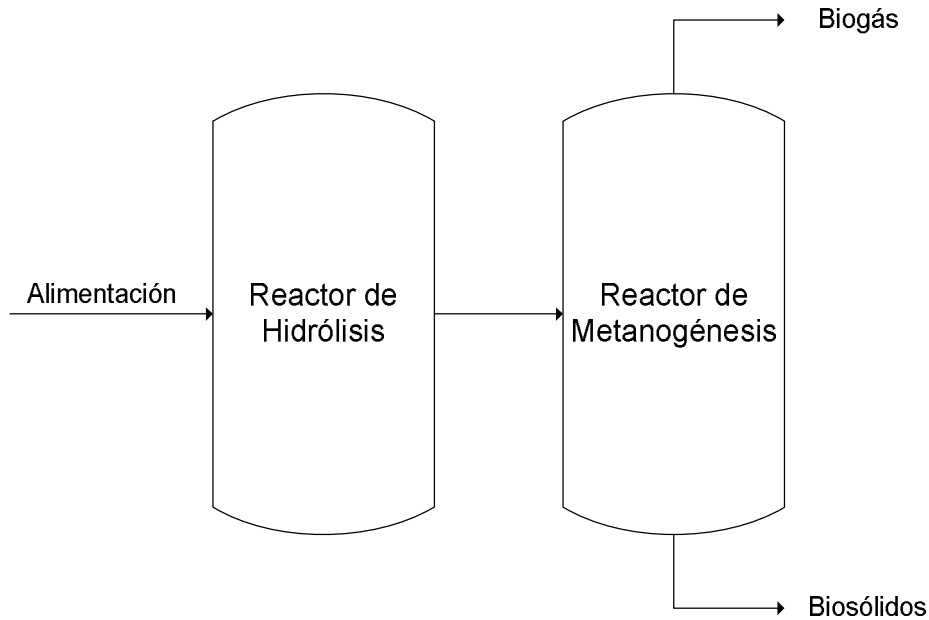 Biogás
Alimentación
Reactor de
Hidrólisis
Reactor de
Metanogénesis
Biosólidos